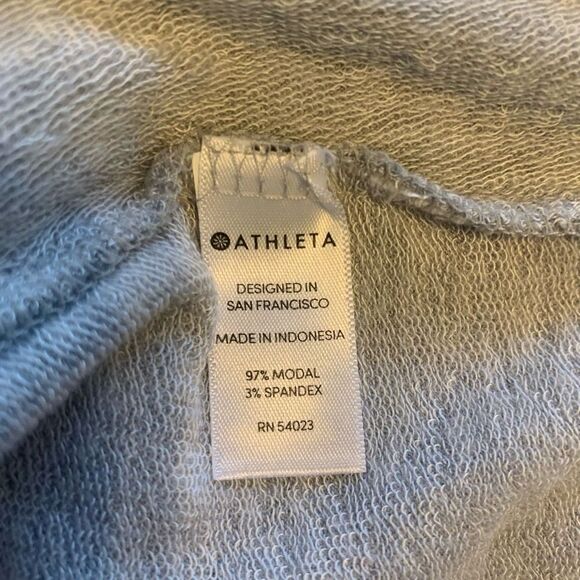 ATHLETA
DESIGNED IN
SAN FRANCISCO
MADE IN INDONESIA
97% MODAL
3% SPANDEX
RN 54023